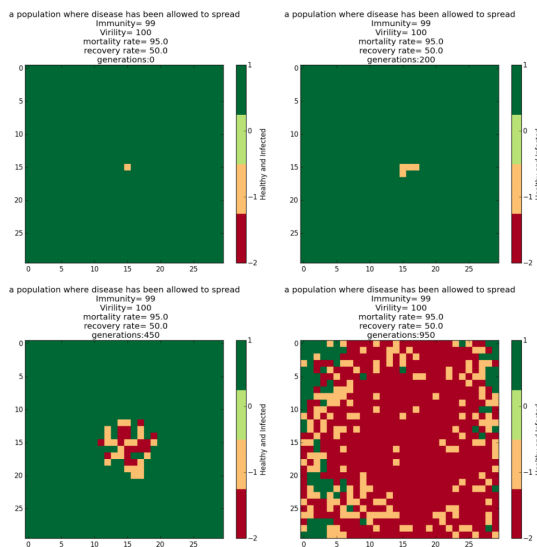 a population where disease has been allowed to spread
Immunity= 99
Virility= 100
mortality rate= 95.0
recovery rate= 50.0
generations:0
0
5
10
15
20
25
0 5 10 15 20 25
1
0
−1
−2
Healthy and Infected
a population where disease has been allowed to spread
Immunity= 99
Virility= 100
mortality rate= 95.0
recovery rate= 50.0
generations:200
0
5
10
15
20
25
0 5 10 15 20 25
1
0
−1
−2
a population where disease has been allowed to spread
Immunity= 99
Virility= 100
mortality rate= 95.0
recovery rate= 50.0
generations:450
0
5
10
15
20
25
0 5 10 15 20 25
1
0
−1
−2
Healthy and Infected
a population where disease has been allowed to spread
Immunity= 99
Virility= 100
mortality rate= 95.0
recovery rate= 50.0
generations:950
0
5
10
15
20
25
0 5 10 15 20 25
1
0
−1
−2